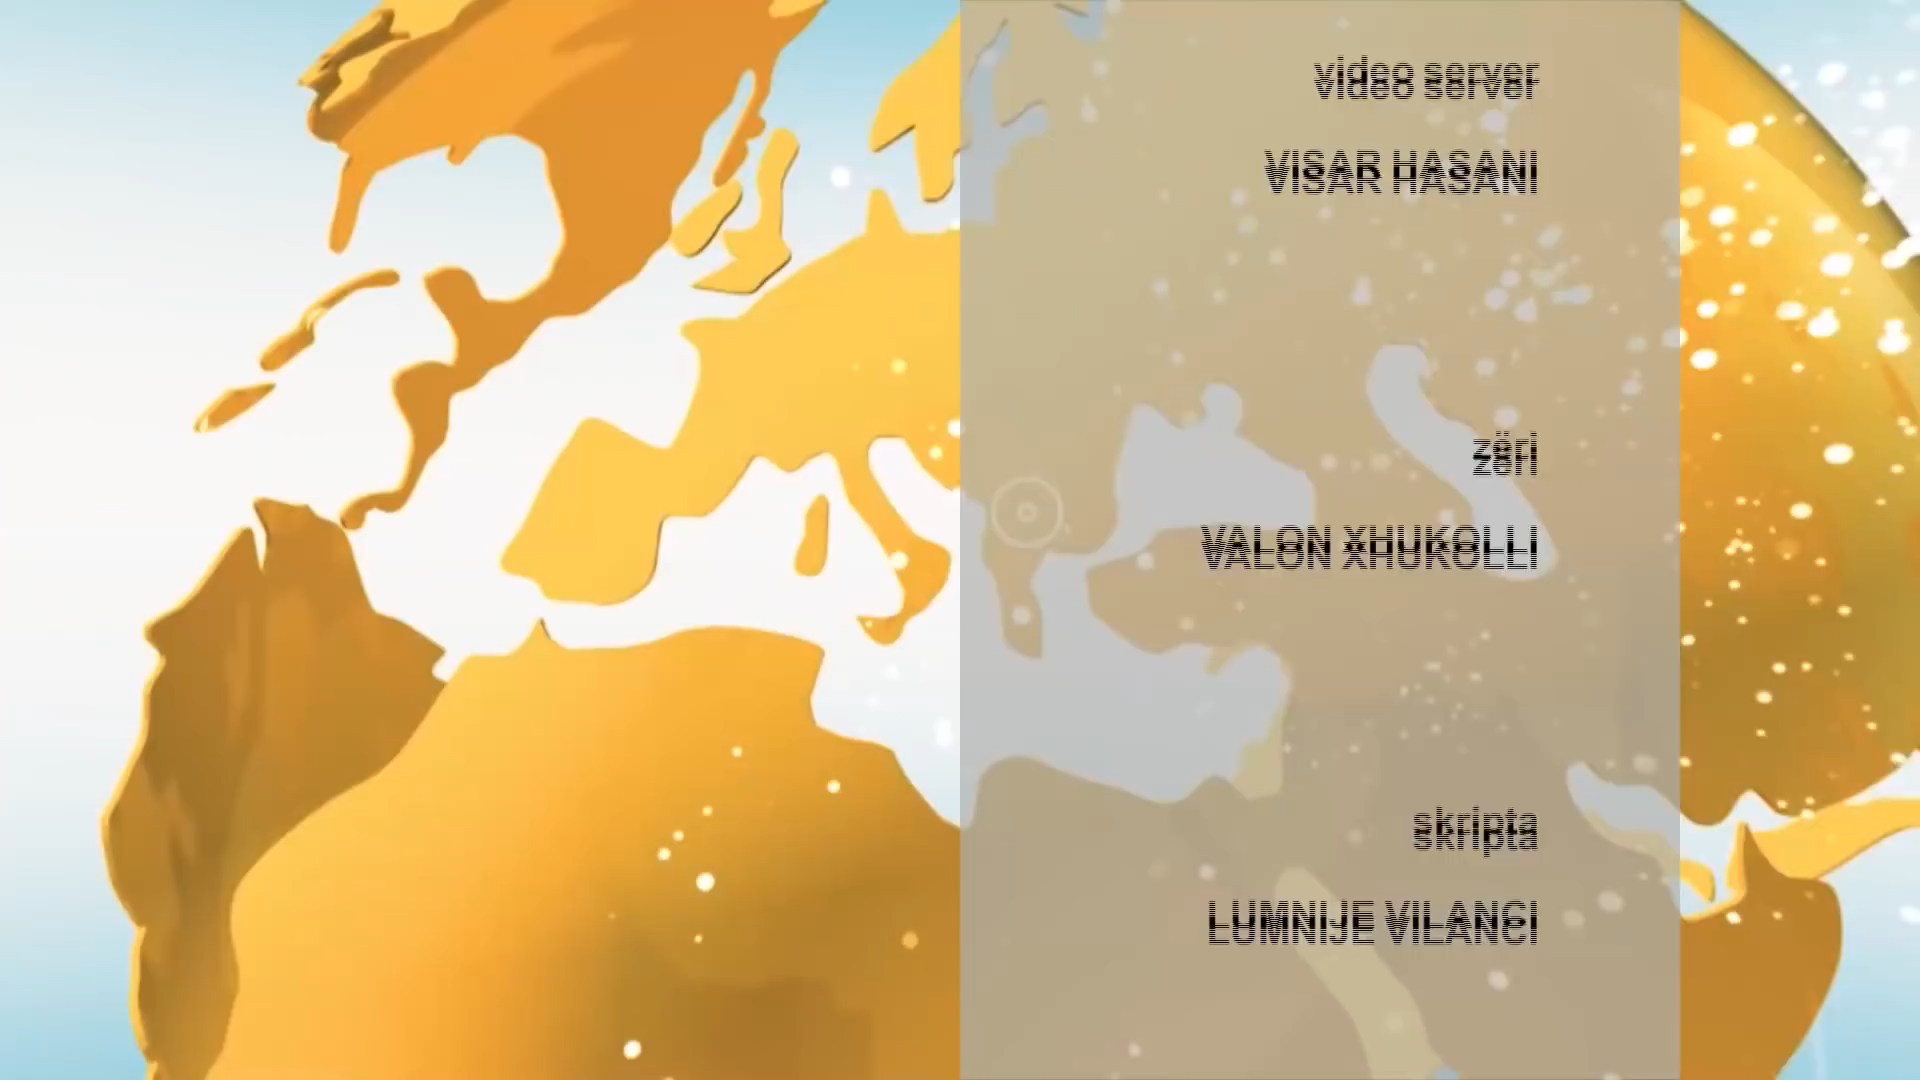 video server
VISAR HASANI
zëri
VALON XHUKOLLI
skripta
LUMNIJE VILANCI